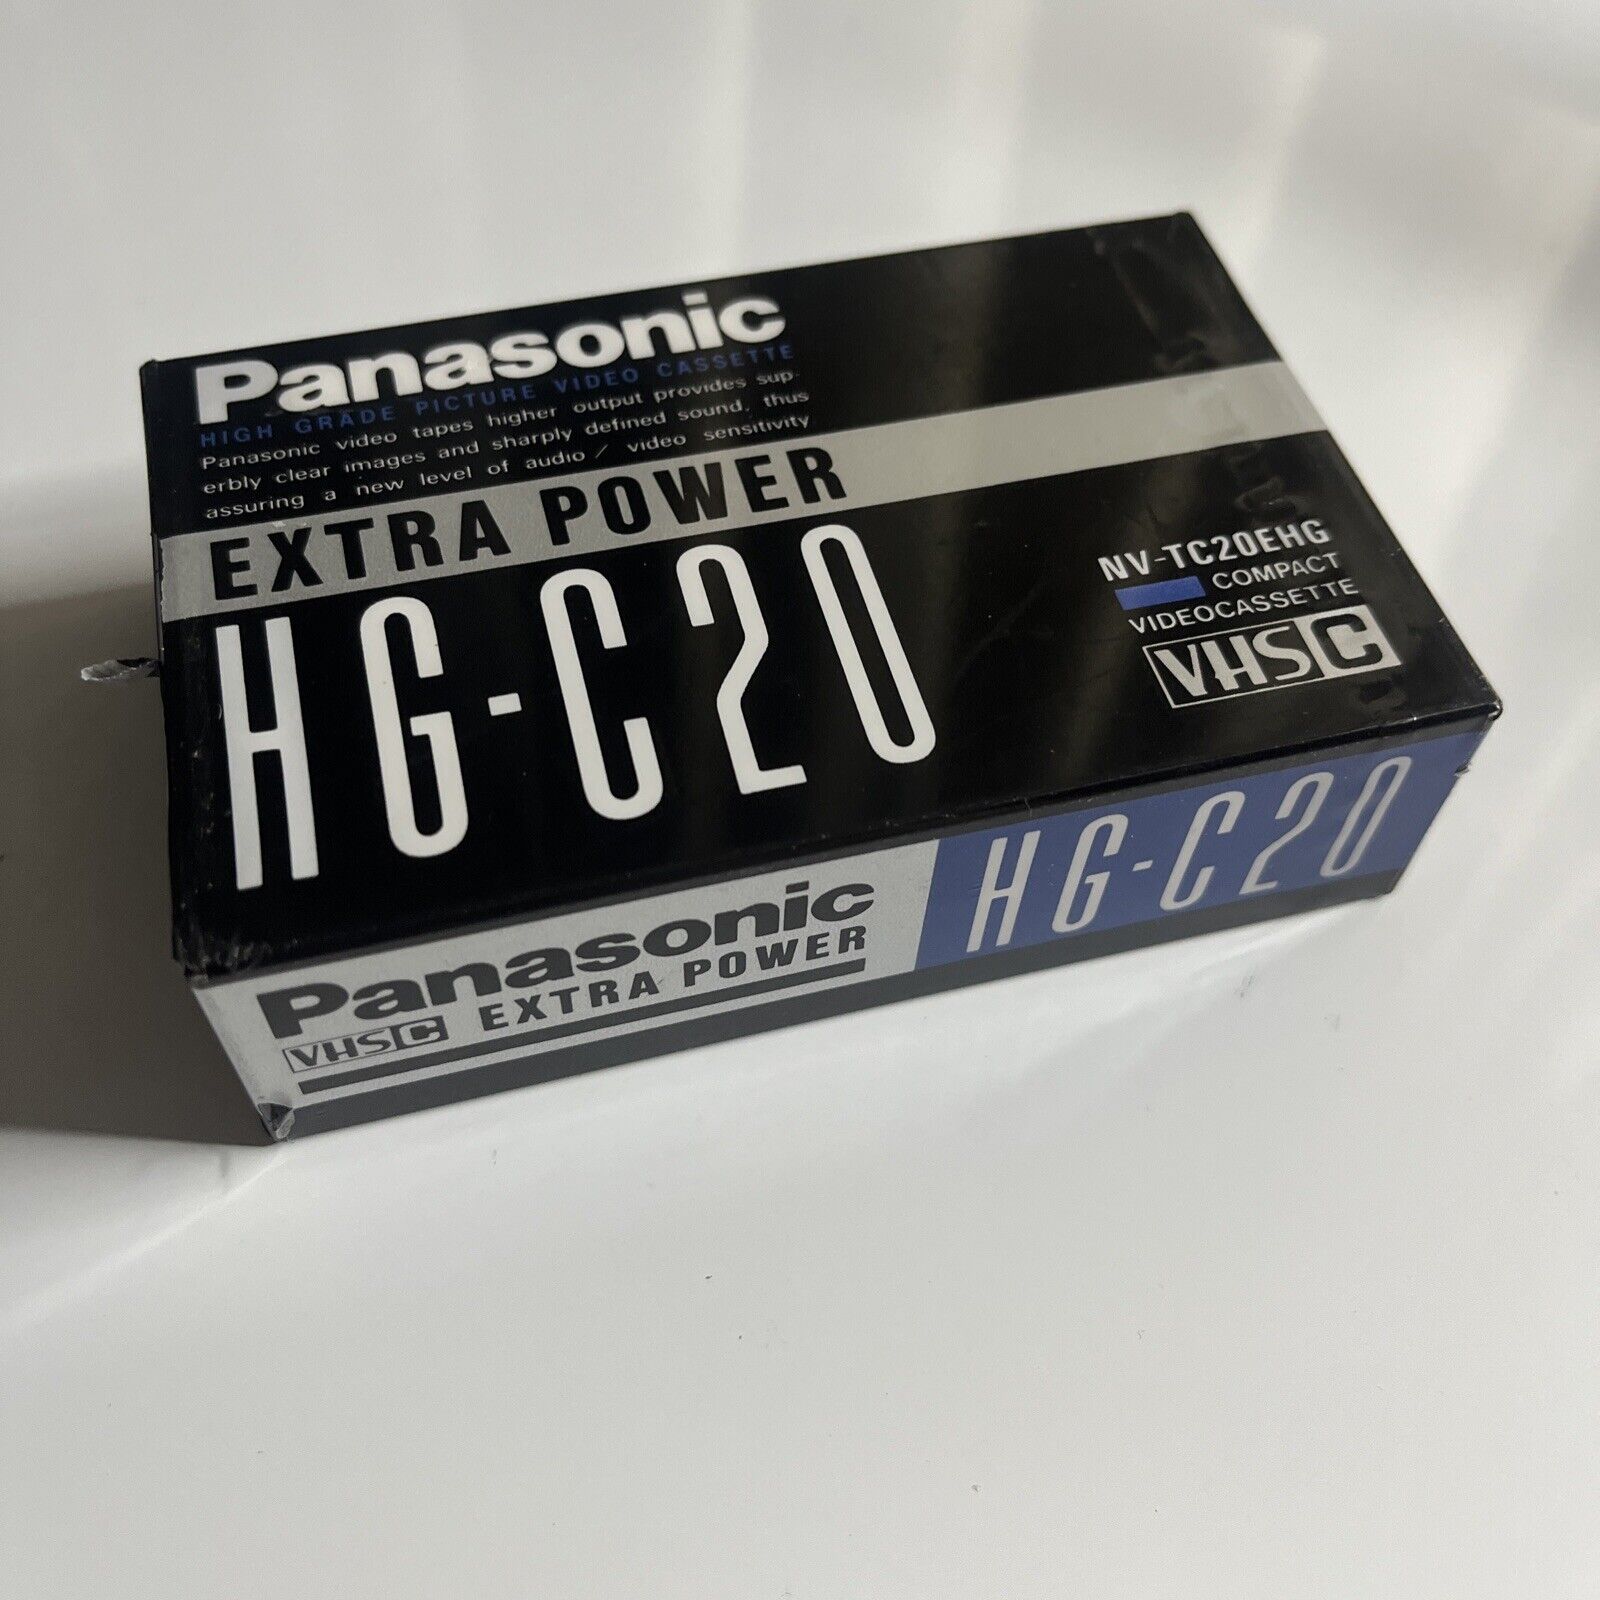 Panasonic
HIGH GRADE PICTURE VIDEO CASSETTE
Panasonic video tapes higher output provides sup-
erbly clear images and sharply defined sound, thus
assuring a new level of audio / video sensitivity
EXTRA POWER
HG-C20
NV-TC20EHG
COMPACT
VIDEOCASSETTE
VHS C
Panasonic
VHS C EXTRA POWER
HG-C20